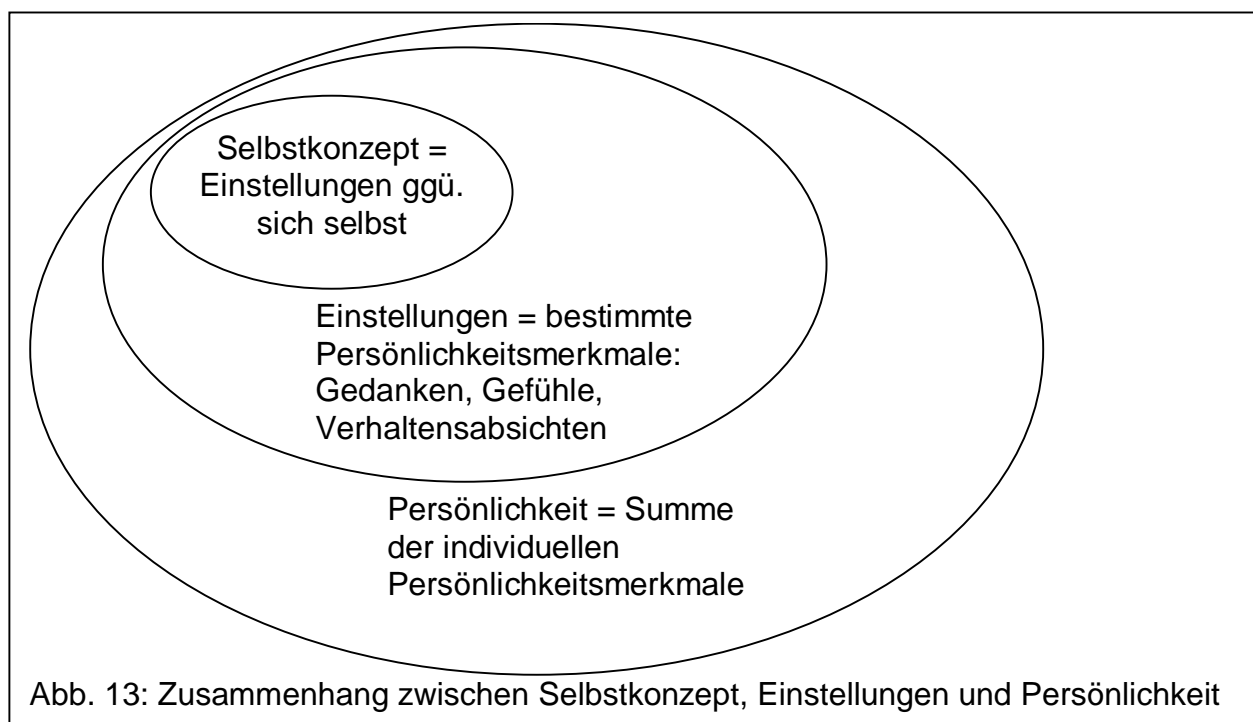 Selbstkonzept =
Einstellungen ggü.
sich selbst
Einstellungen = bestimmte
Persönlichkeitsmerkmale:
Gedanken, Gefühle,
Verhaltensabsichten
Persönlichkeit = Summe
der individuellen
Persönlichkeitsmerkmale
Abb. 13: Zusammenhang zwischen Selbstkonzept, Einstellungen und Persönlichkeit